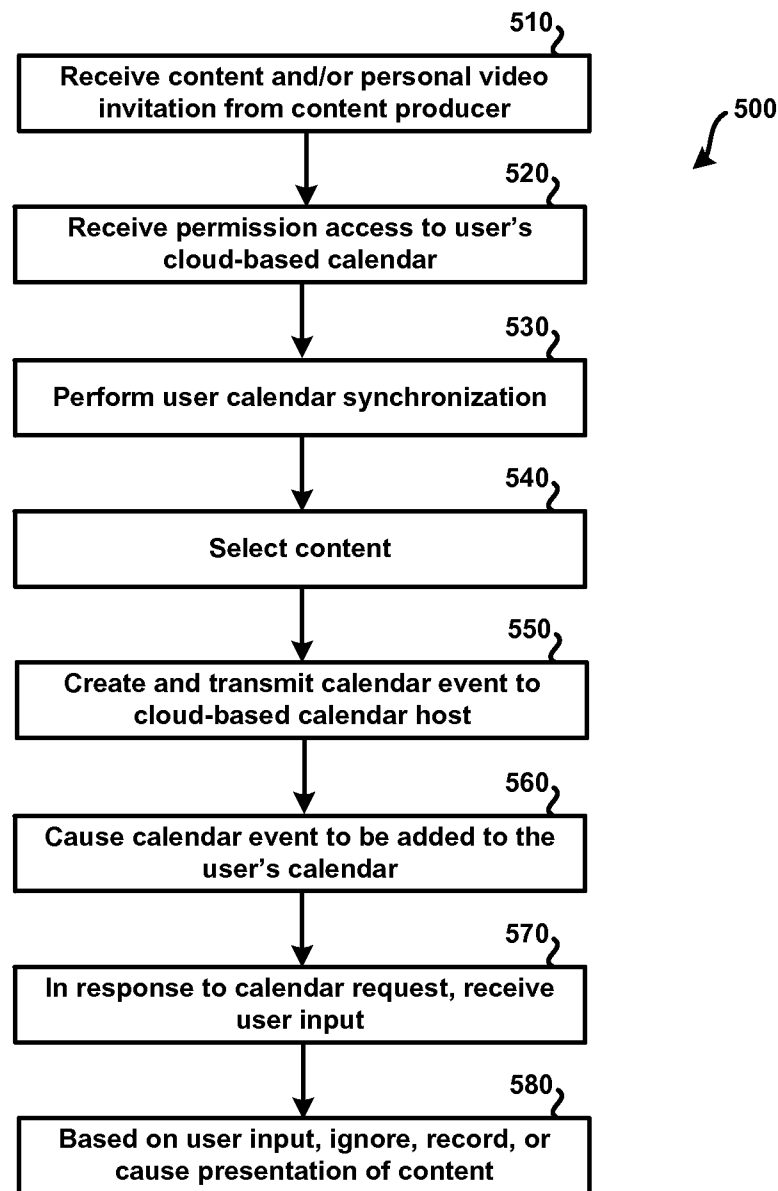 510
Receive content and/or personal video
invitation from content producer
500
520
Receive permission access to user's
cloud-based calendar
530
Perform user calendar synchronization
540
Select content
550
Create and transmit calendar event to
cloud-based calendar host
560
Cause calendar event to be added to the
user's calendar
570
In response to calendar request, receive
user input
580
Based on user input, ignore, record, or
cause presentation of content